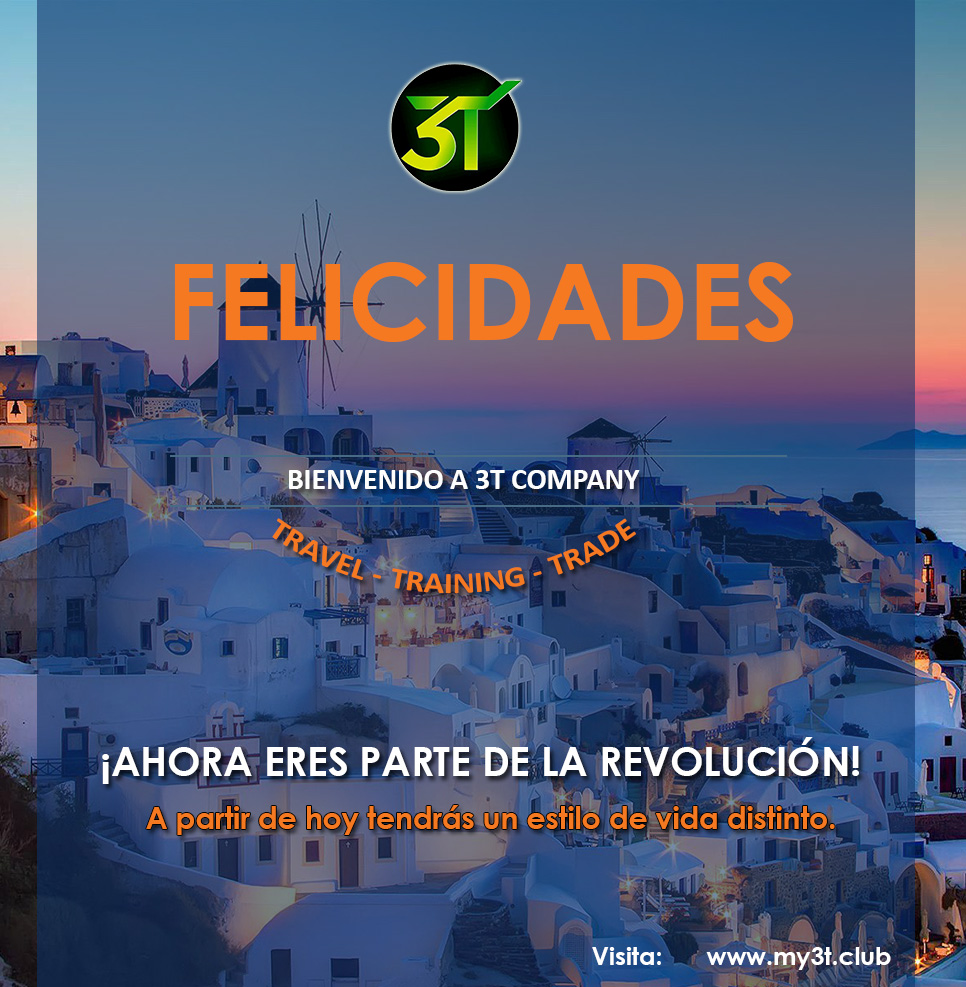 3T
FELICIDADES
BIENVENIDO A 3T COMPANY
TRAVEL - TRAINING - TRADE
¡AHORA ERES PARTE DE LA REVOLUCIÓN!
A partir de hoy tendrás un estilo de vida distinto.
Visita: www.my3t.club